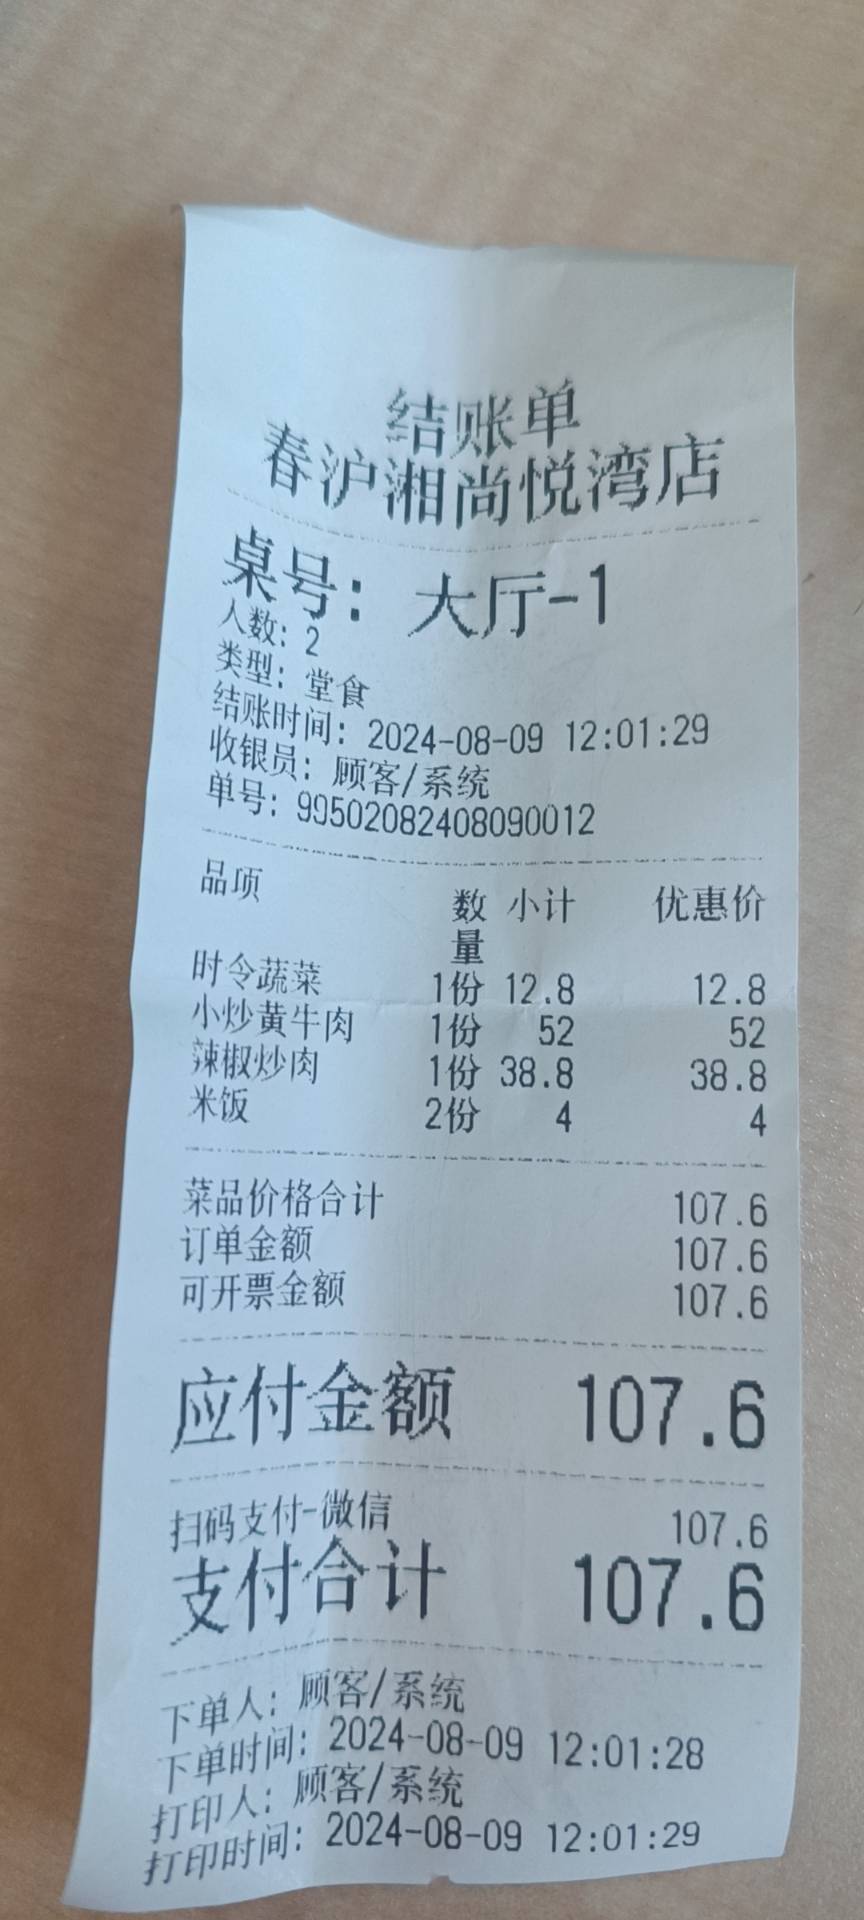 结账单
春沪湘尚悦湾店
桌号: 大厅-1
人数: 2
类型: 堂食
结账时间: 2024-08-09 12:01:29
收银员: 顾客/系统
单号: 99502082408090012
品项 数量 小计 优惠价
时令蔬菜 1份 12.8 12.8
小炒黄牛肉 1份 52 52
辣椒炒肉 1份 38.8 38.8
米饭 2份 4 4
菜品价格合计 107.6
订单金额 107.6
可开票金额 107.6
应付金额 107.6
扫码支付-微信 107.6
支付合计 107.6
下单人: 顾客/系统
下单时间: 2024-08-09 12:01:28
打印人: 顾客/系统
打印时间: 2024-08-09 12:01:29